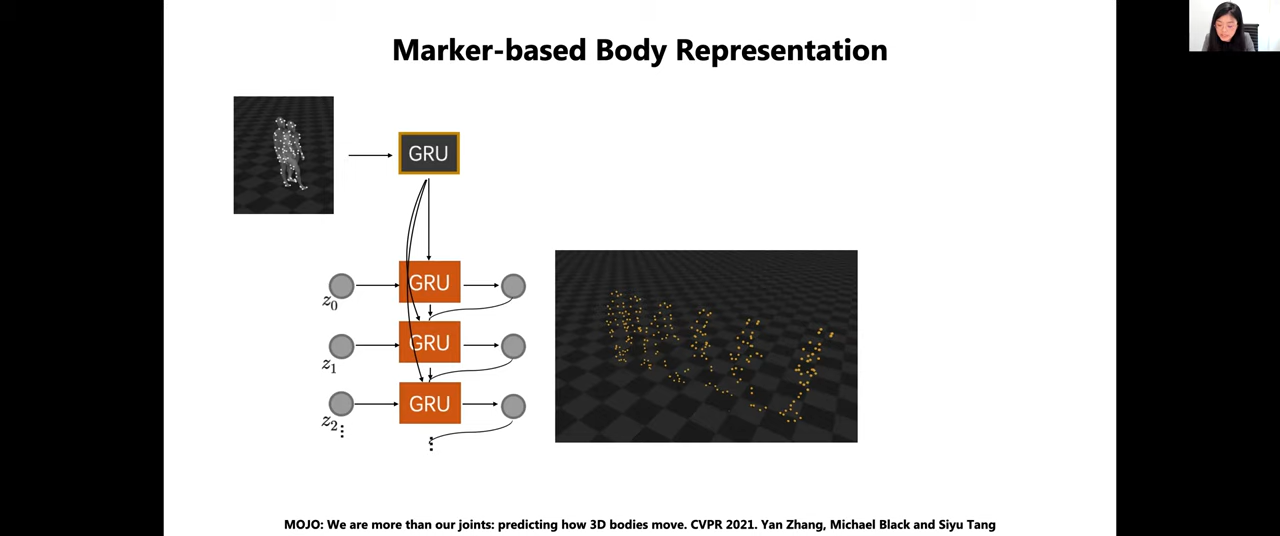 Marker-based Body Representation
GRU
GRU
z0
GRU
z1
GRU
z2
MOJO: We are more than our joints: predicting how 3D bodies move. CVPR 2021. Yan Zhang, Michael Black and Siyu Tang